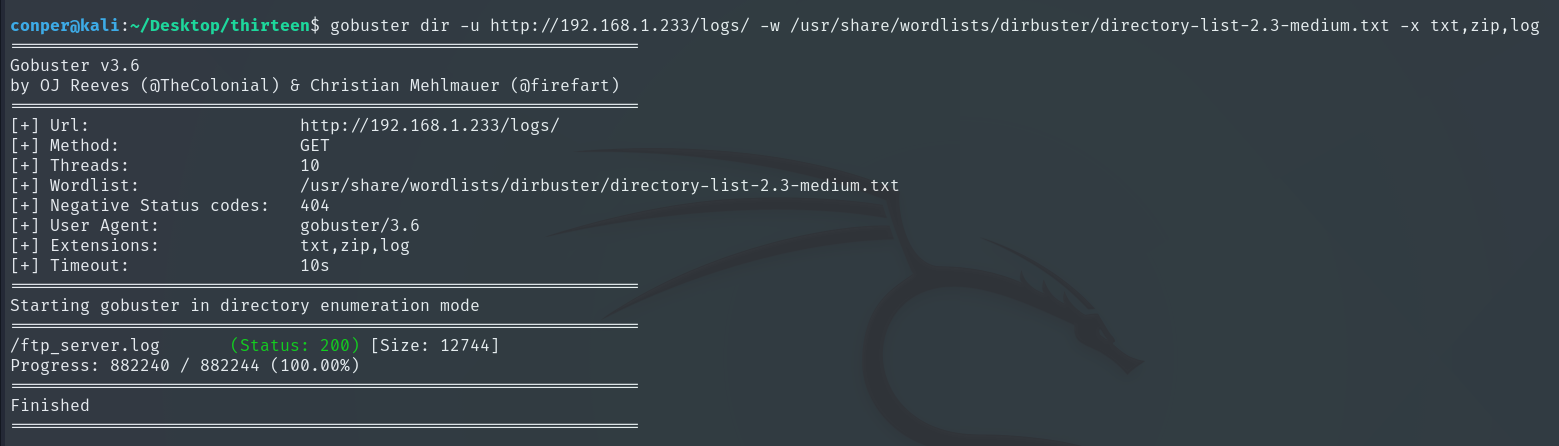 conper@kali:~/Desktop/thirteen$ gobuster dir -u http://192.168.1.233/logs/ -w /usr/share/wordlists/dirbuster/directory-list-2.3-medium.txt -x txt,zip,log
===============================================================
Gobuster v3.6
by OJ Reeves (@TheColonial) & Christian Mehlmauer (@firefart)
===============================================================
[+] Url:                     http://192.168.1.233/logs/
[+] Method:                  GET
[+] Threads:                 10
[+] Wordlist:                /usr/share/wordlists/dirbuster/directory-list-2.3-medium.txt
[+] Negative Status codes:   404
[+] User Agent:              gobuster/3.6
[+] Extensions:              txt,zip,log
[+] Timeout:                 10s
===============================================================
Starting gobuster in directory enumeration mode
===============================================================
/ftp_server.log       (Status: 200) [Size: 12744]
Progress: 882240 / 882244 (100.00%)
===============================================================
Finished
===============================================================